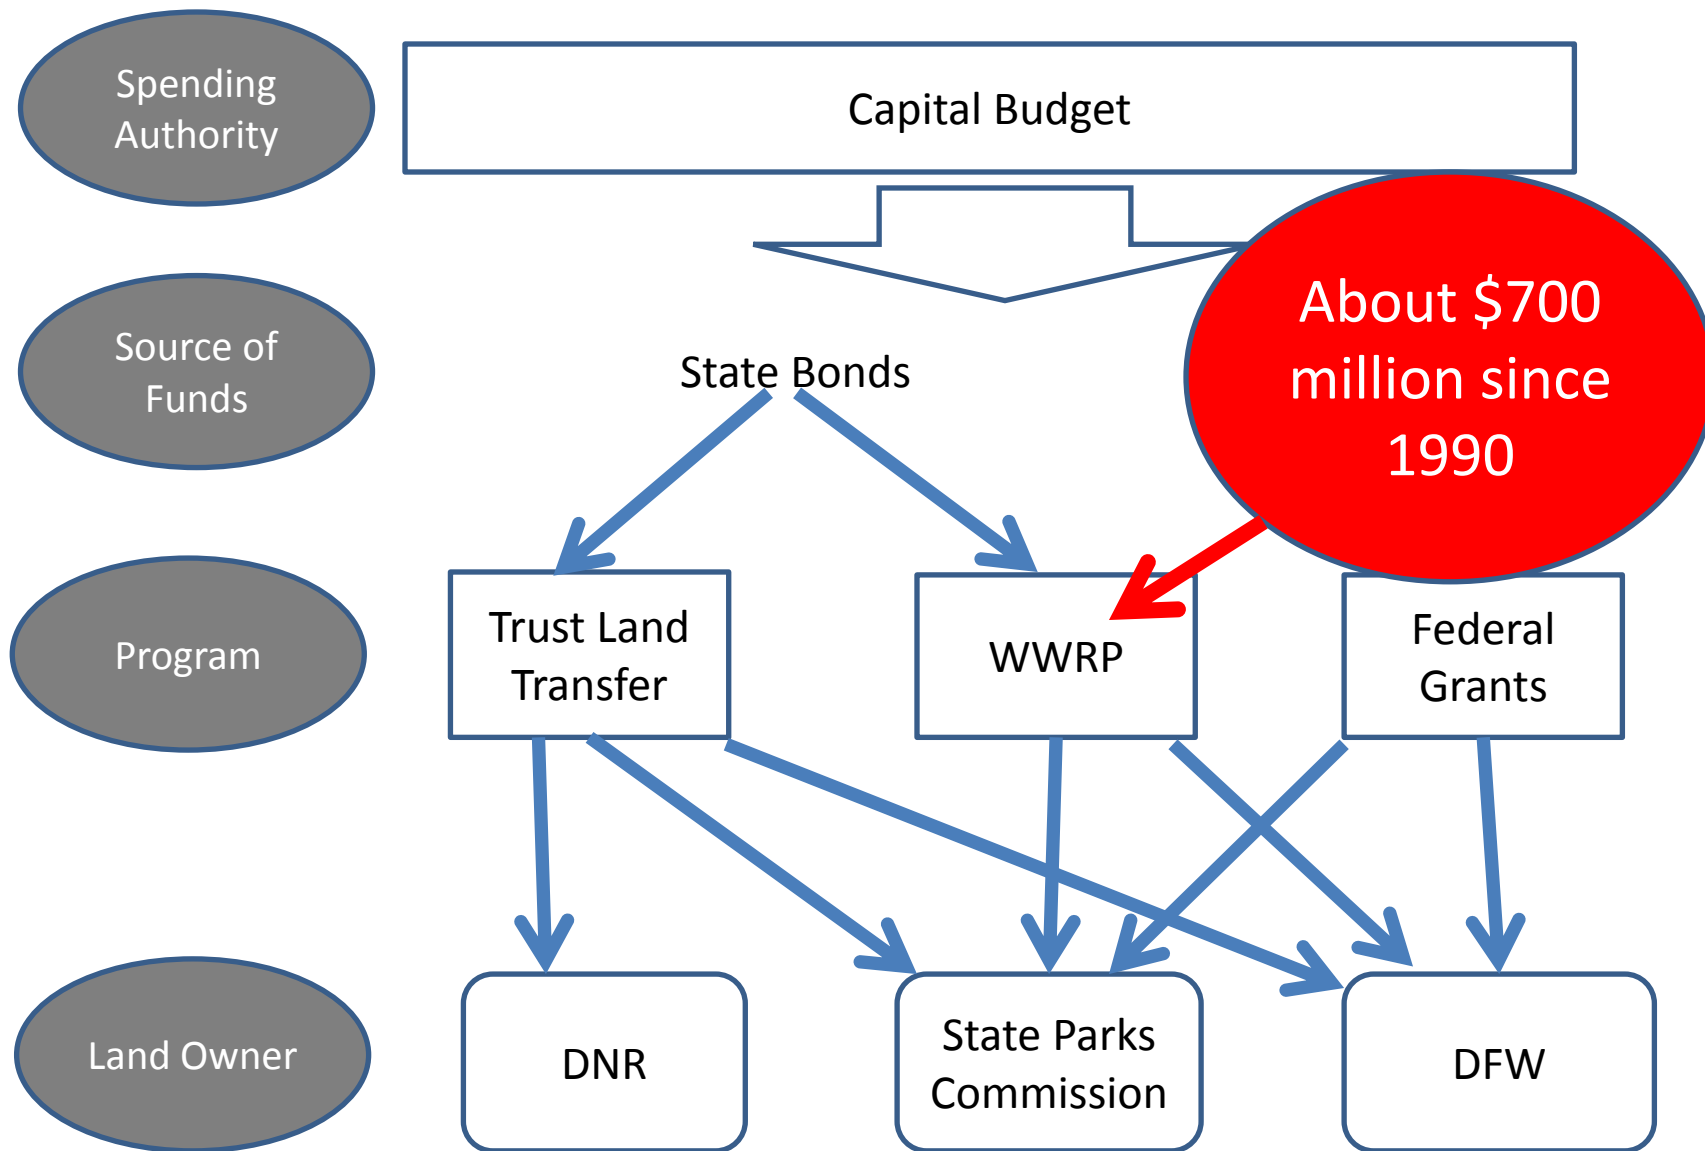 Spending
Authority
Capital Budget
Source of
Funds
State Bonds
About $700
million since
1990
Program
Trust Land
Transfer
WWRP
Federal
Grants
Land Owner
DNR
State Parks
Commission
DFW